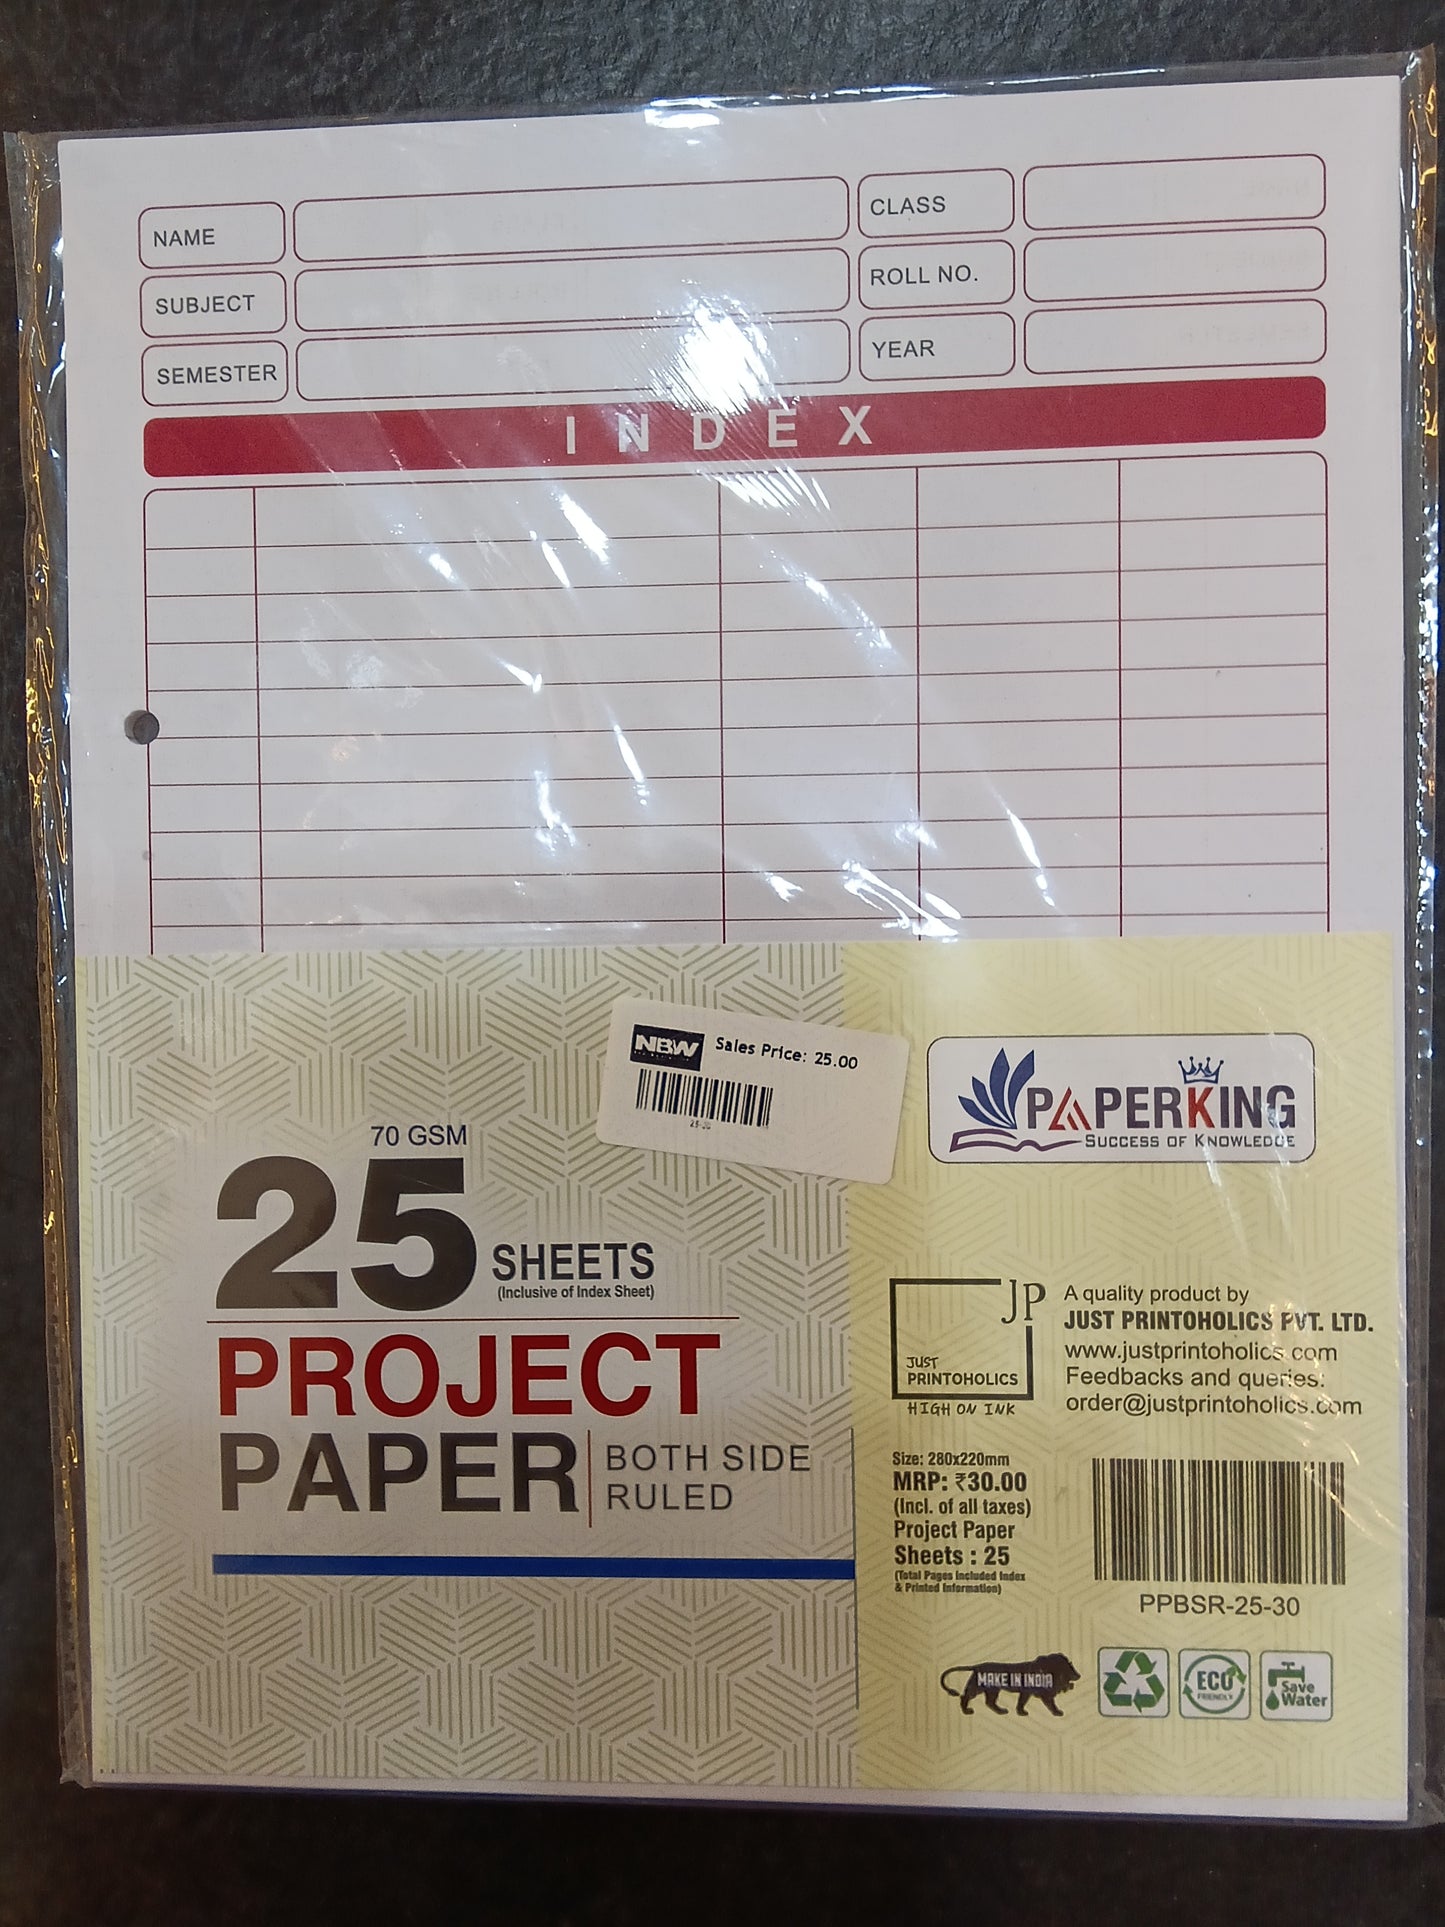 NAME
CLASS
SUBJECT
ROLL NO.
SEMESTER
YEAR
INDEX
NBW
Sales Price: 25.00
PAPERKING
SUCCESS OF KNOWLEDGE
70 GSM
25 SHEETS
(Inclusive of Index Sheet)
PROJECT
PAPER
BOTH SIDE
RULED
JP
JUST
PRINTOHOLICS
HIGH ON INK
A quality product by
JUST PRINTOHOLICS PVT. LTD.
www.justprintoholics.com
Feedbacks and queries:
order@justprintoholics.com
Size: 280x220mm
MRP: ₹30.00
(Incl. of all taxes)
Project Paper
Sheets : 25
(Total Pages Included Index
& Printed Information)
PPBSR-25-30
MAKE IN INDIA
ECO
FRIENDLY
Save
Water